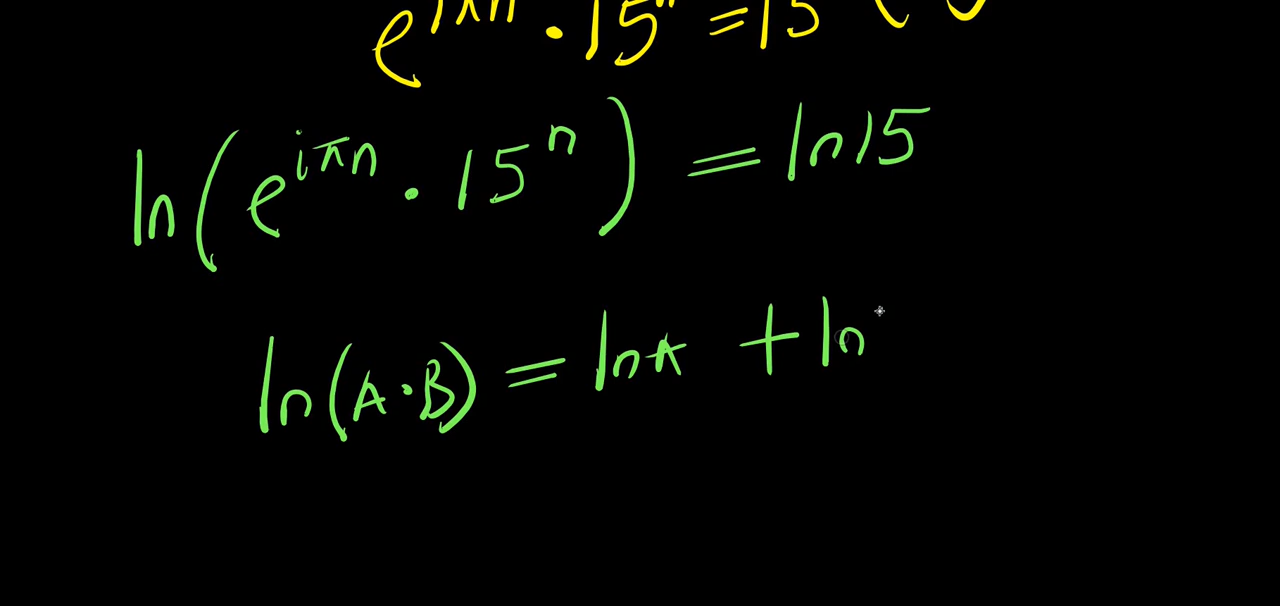 e^{iπn} · 15^n = 15
ln(e^{iπn} · 15^n) = ln15
ln(A·B) = lnA + ln